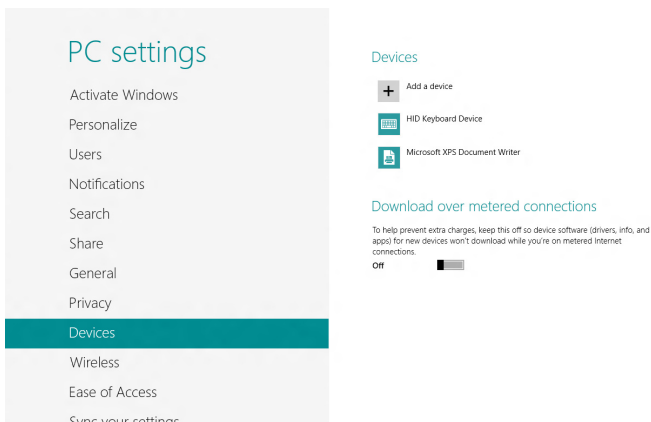 PC settings
Activate Windows
Personalize
Users
Notifications
Search
Share
General
Privacy
Devices
Wireless
Ease of Access
Sync your settings
Devices
Add a device
HID Keyboard Device
Microsoft XPS Document Writer
Download over metered connections
To help prevent extra charges, keep this off so device software (drivers, info, and
apps) for new devices won't download while you're on metered Internet
connections.
Off